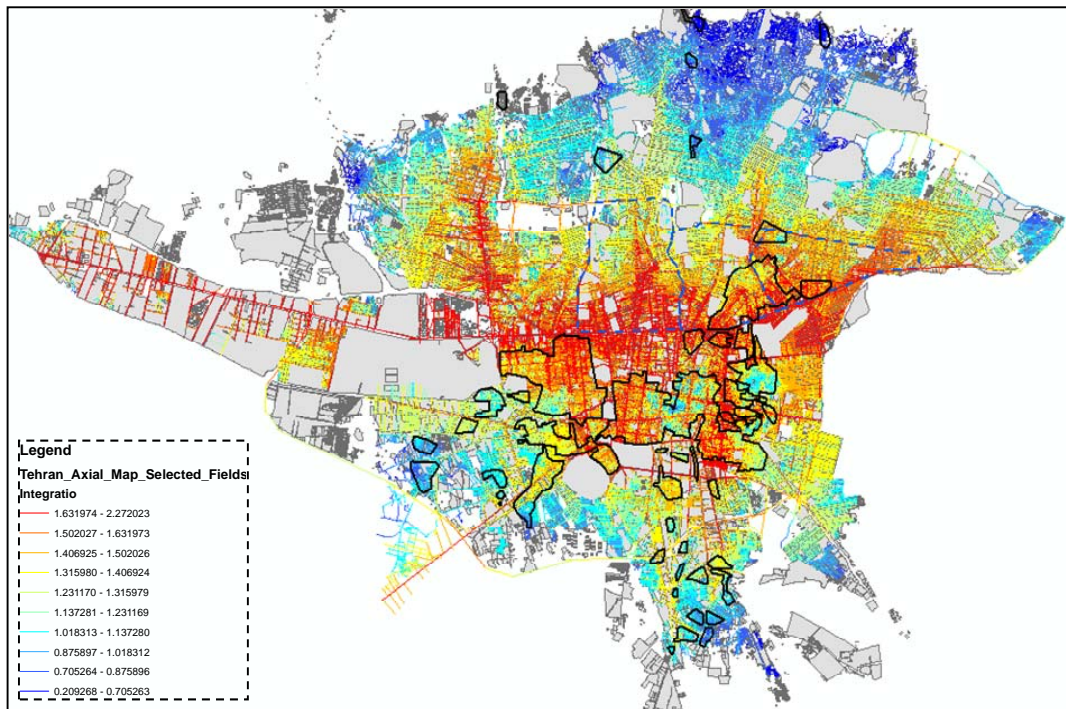 Legend
Tehran_Axial_Map_Selected_Fields
Integratio
1.631974 - 2.272023
1.502027 - 1.631973
1.406925 - 1.502026
1.315980 - 1.406924
1.231170 - 1.315979
1.137281 - 1.231169
1.018313 - 1.137280
0.875897 - 1.018312
0.705264 - 0.875896
0.209268 - 0.705263